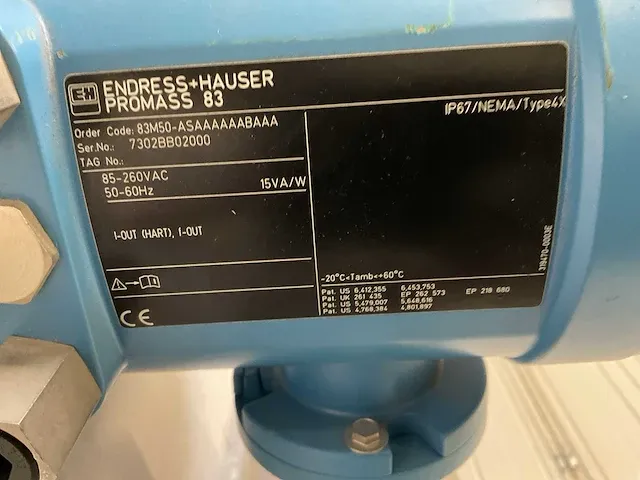 EH ENDRESS+HAUSER
PROMASS 83
IP67/NEMA/Type4X
Order Code: 83M50-ASAAAAAABAAA
Ser.No.: 7302BB02000
TAG No.:
85-260VAC
50-60Hz 15VA/W
I-OUT (HART), f-OUT
-20°C<Tamb<+60°C
Pat. US 6,412,355 6,453,753
Pat. UK 261 435 EP 262 573 EP 218 680
Pat. US 5,479,007 5,648,616
Pat. US 4,768,384 4,801,897
319470-0003E
CE